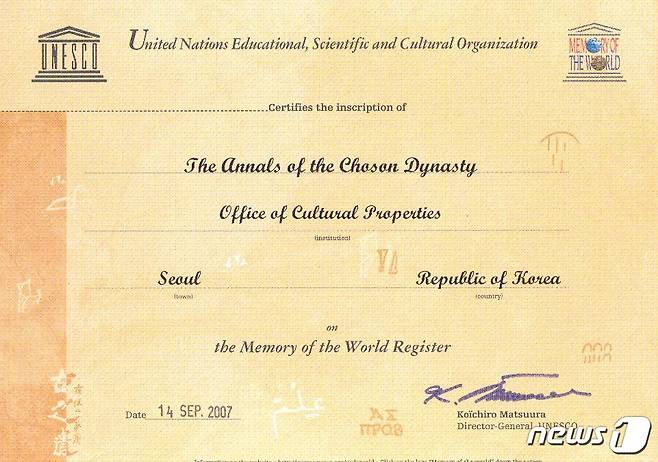 UNESCO
United Nations Educational, Scientific and Cultural Organization
MEMORY OF
THE WORLD
Certifies the inscription of
The Annals of the Choson Dynasty
Office of Cultural Properties
(institution)
Seoul
(town)
Republic of Korea
(country)
on
the Memory of the World Register
Date 14 SEP. 2007
Koïchiro Matsuura
Director-General, UNESCO
news1